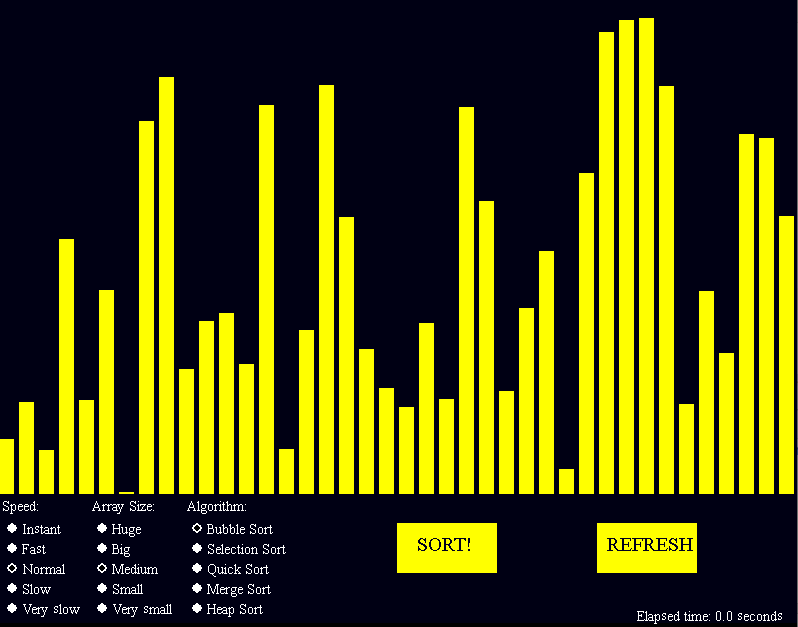 Speed: Array Size: Algorithm:
Instant Huge Bubble Sort
Fast Big Selection Sort
Normal Medium Quick Sort
Slow Small Merge Sort
Very slow Very small Heap Sort
SORT! REFRESH
Elapsed time: 0.0 seconds